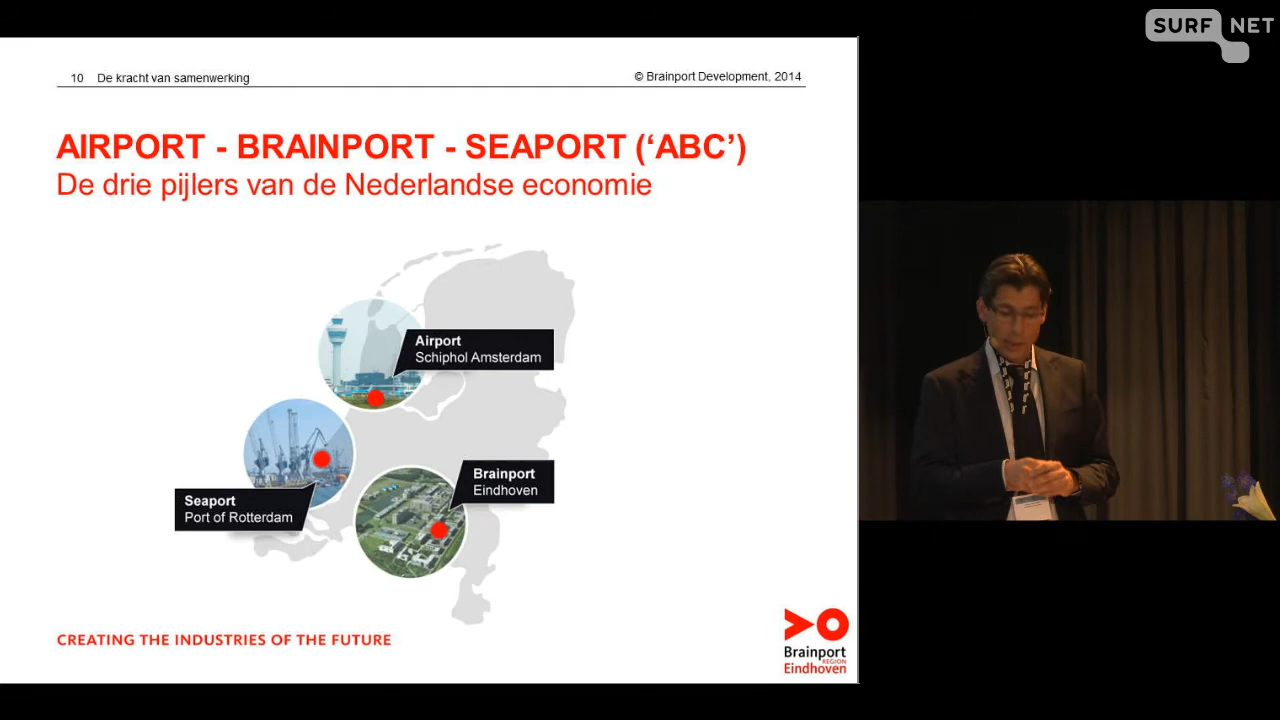 SURF NET
10 De kracht van samenwerking
© Brainport Development, 2014
AIRPORT - BRAINPORT - SEAPORT (‘ABC’)
De drie pijlers van de Nederlandse economie
Airport
Schiphol Amsterdam
Brainport
Eindhoven
Seaport
Port of Rotterdam
CREATING THE INDUSTRIES OF THE FUTURE
Brainport
REGION
Eindhoven